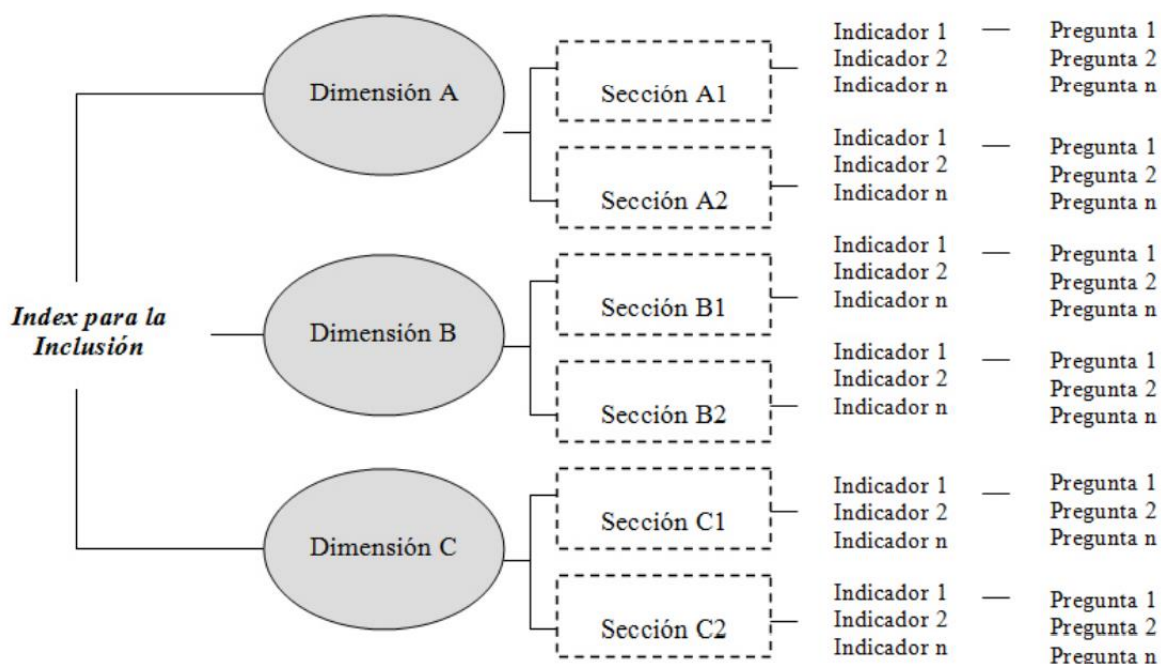 Index para la
Inclusión
Dimensión A
Sección A1
Indicador 1 — Pregunta 1
Indicador 2 Pregunta 2
Indicador n Pregunta n
Sección A2
Indicador 1 — Pregunta 1
Indicador 2 Pregunta 2
Indicador n Pregunta n
Dimensión B
Sección B1
Indicador 1 — Pregunta 1
Indicador 2 Pregunta 2
Indicador n Pregunta n
Sección B2
Indicador 1 — Pregunta 1
Indicador 2 Pregunta 2
Indicador n Pregunta n
Dimensión C
Sección C1
Indicador 1 — Pregunta 1
Indicador 2 Pregunta 2
Indicador n Pregunta n
Sección C2
Indicador 1 — Pregunta 1
Indicador 2 Pregunta 2
Indicador n Pregunta n